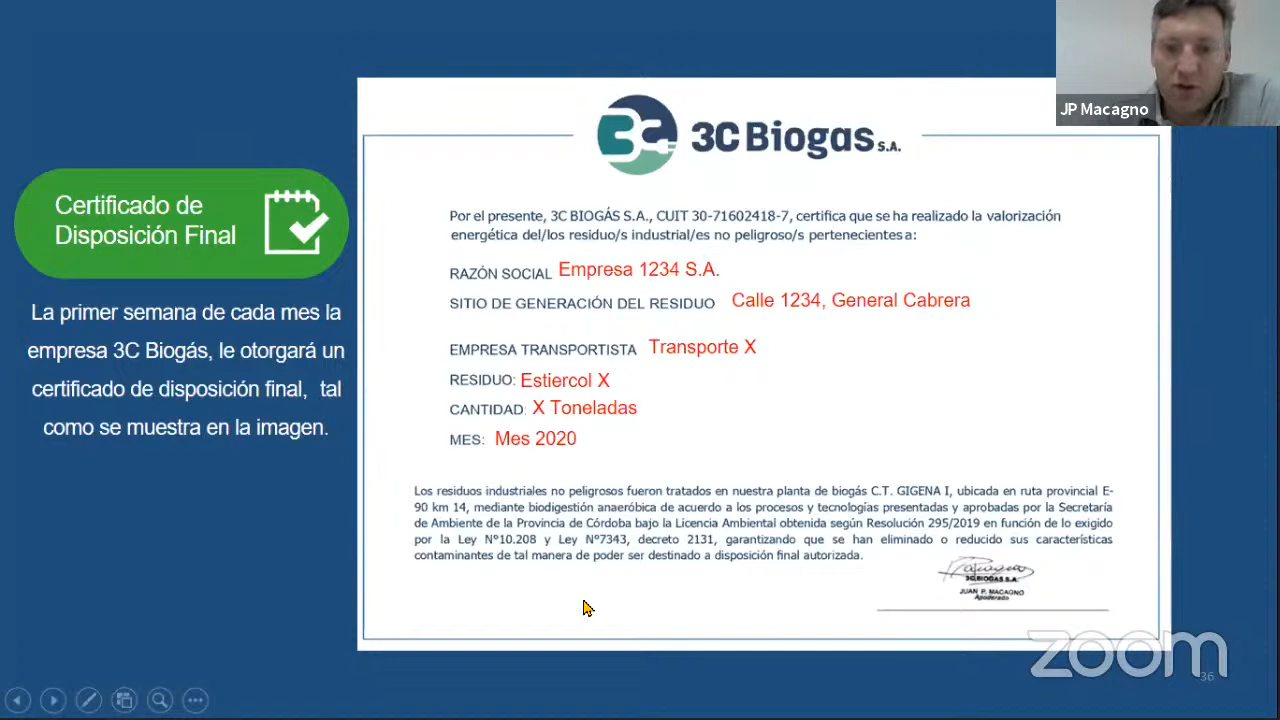 JP Macagno
3C Biogas S.A.
Certificado de
Disposición Final
La primer semana de cada mes la
empresa 3C Biogás, le otorgará un
certificado de disposición final, tal
como se muestra en la imagen.
Por el presente, 3C BIOGÁS S.A., CUIT 30-71602418-7, certifica que se ha realizado la valorización
energética del/los residuo/s industrial/es no peligroso/s pertenecientes a:
RAZÓN SOCIAL Empresa 1234 S.A.
SITIO DE GENERACIÓN DEL RESIDUO Calle 1234, General Cabrera
EMPRESA TRANSPORTISTA Transporte X
RESIDUO: Estiercol X
CANTIDAD: X Toneladas
MES: Mes 2020
Los residuos industriales no peligrosos fueron tratados en nuestra planta de biogás C.T. GIGENA I, ubicada en ruta provincial E-
90 km 14, mediante biodigestión anaeróbica de acuerdo a los procesos y tecnologías presentadas y aprobadas por la Secretaría
de Ambiente de la Provincia de Córdoba bajo la Licencia Ambiental obtenida según Resolución 295/2019 en función de lo exigido
por la Ley N°10.208 y Ley N°7343, decreto 2131, garantizando que se han eliminado o reducido sus características
contaminantes de tal manera de poder ser destinado a disposición final autorizada.
3C BIOGAS S.A.
JUAN P. MACAGNO
Apoderado
zoom
36